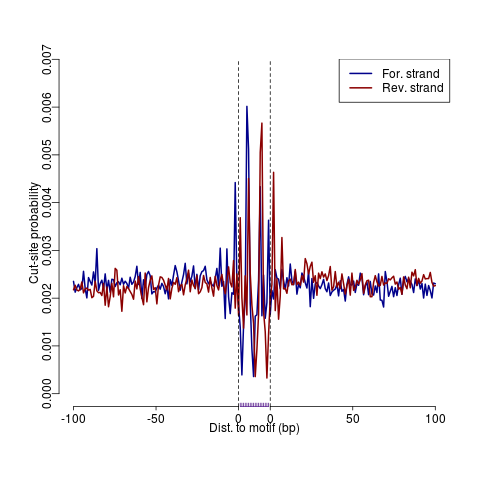 0.007
For. strand
Rev. strand
0.006
0.005
0.004
Cut-site probability
0.003
0.002
0.001
0.000
-100 -50 0 0 50 100
Dist. to motif (bp)